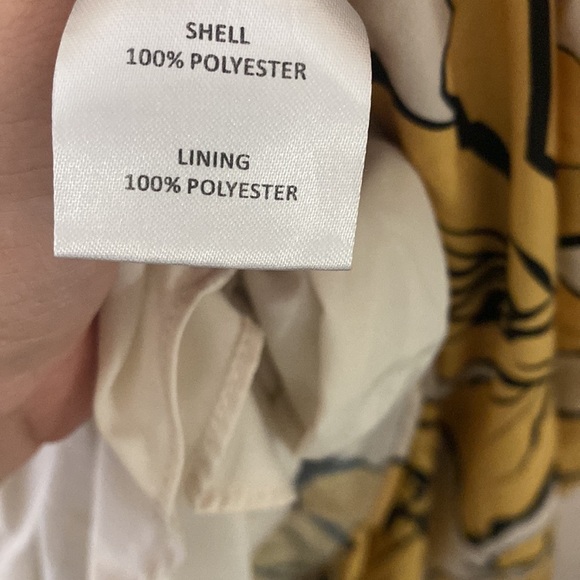 SHELL
100% POLYESTER
LINING
100% POLYESTER